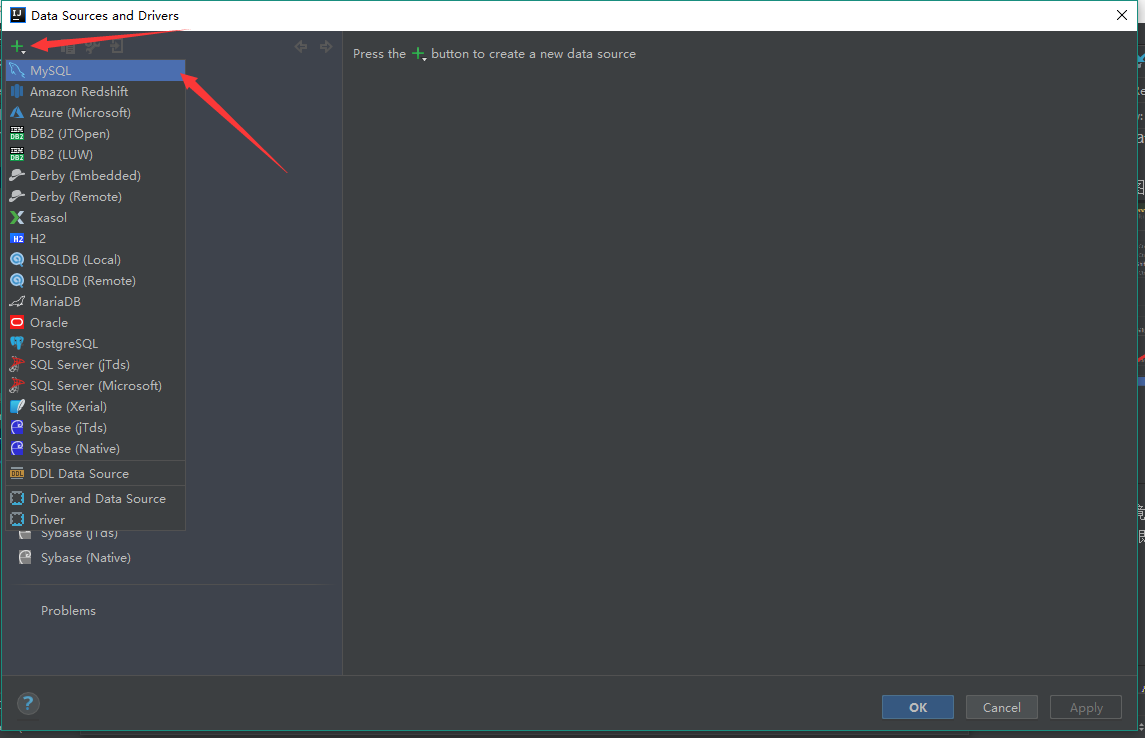 Data Sources and Drivers
Press the + button to create a new data source
MySQL
Amazon Redshift
Azure (Microsoft)
DB2 (JTOpen)
DB2 (LUW)
Derby (Embedded)
Derby (Remote)
Exasol
H2
HSQLDB (Local)
HSQLDB (Remote)
MariaDB
Oracle
PostgreSQL
SQL Server (jTds)
SQL Server (Microsoft)
Sqlite (Xerial)
Sybase (jTds)
Sybase (Native)
DDL Data Source
Driver and Data Source
Driver
Sybase (jTds)
Sybase (Native)
Problems
?
OK
Cancel
Apply